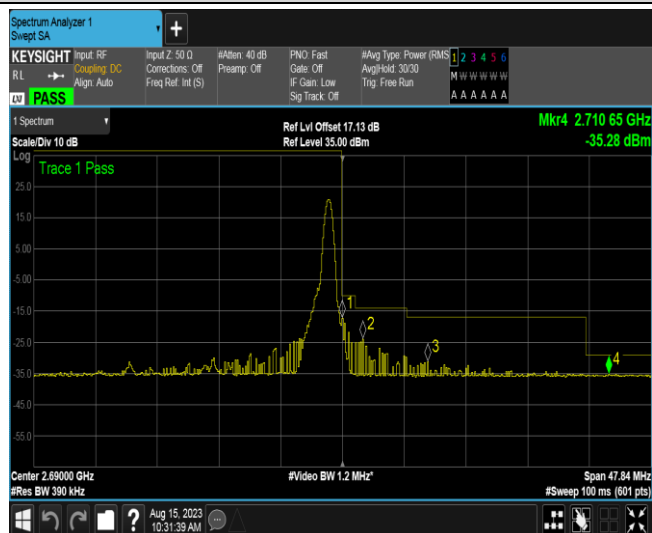 Spectrum Analyzer 1
Swept SA
+
KEYSIGHT Input: RF Input Z: 50 Ω #Atten: 40 dB PNO: Fast #Avg Type: Power (RMS 1 2 3 4 5 6
RL Coupling: DC Corrections: Off Preamp: Off Gate: Off Avg|Hold: 30/30 M W W W W W
Align: Auto Freq Ref: Int (S) IF Gain: Low Trig: Free Run
LXI PASS Sig Track: Off A A A A A A
1 Spectrum Ref Lvl Offset 17.13 dB Mkr4 2.710 65 GHz
Scale/Div 10 dB Ref Level 35.00 dBm -35.28 dBm
Log
Trace 1 Pass
25.0
15.0
5.00
-5.00
1
-15.0
2
-25.0
3
4
-35.0
-45.0
-55.0
Center 2.69000 GHz #Video BW 1.2 MHz* Span 47.84 MHz
#Res BW 390 kHz #Sweep 100 ms (601 pts)
? Aug 15, 2023
10:31:39 AM